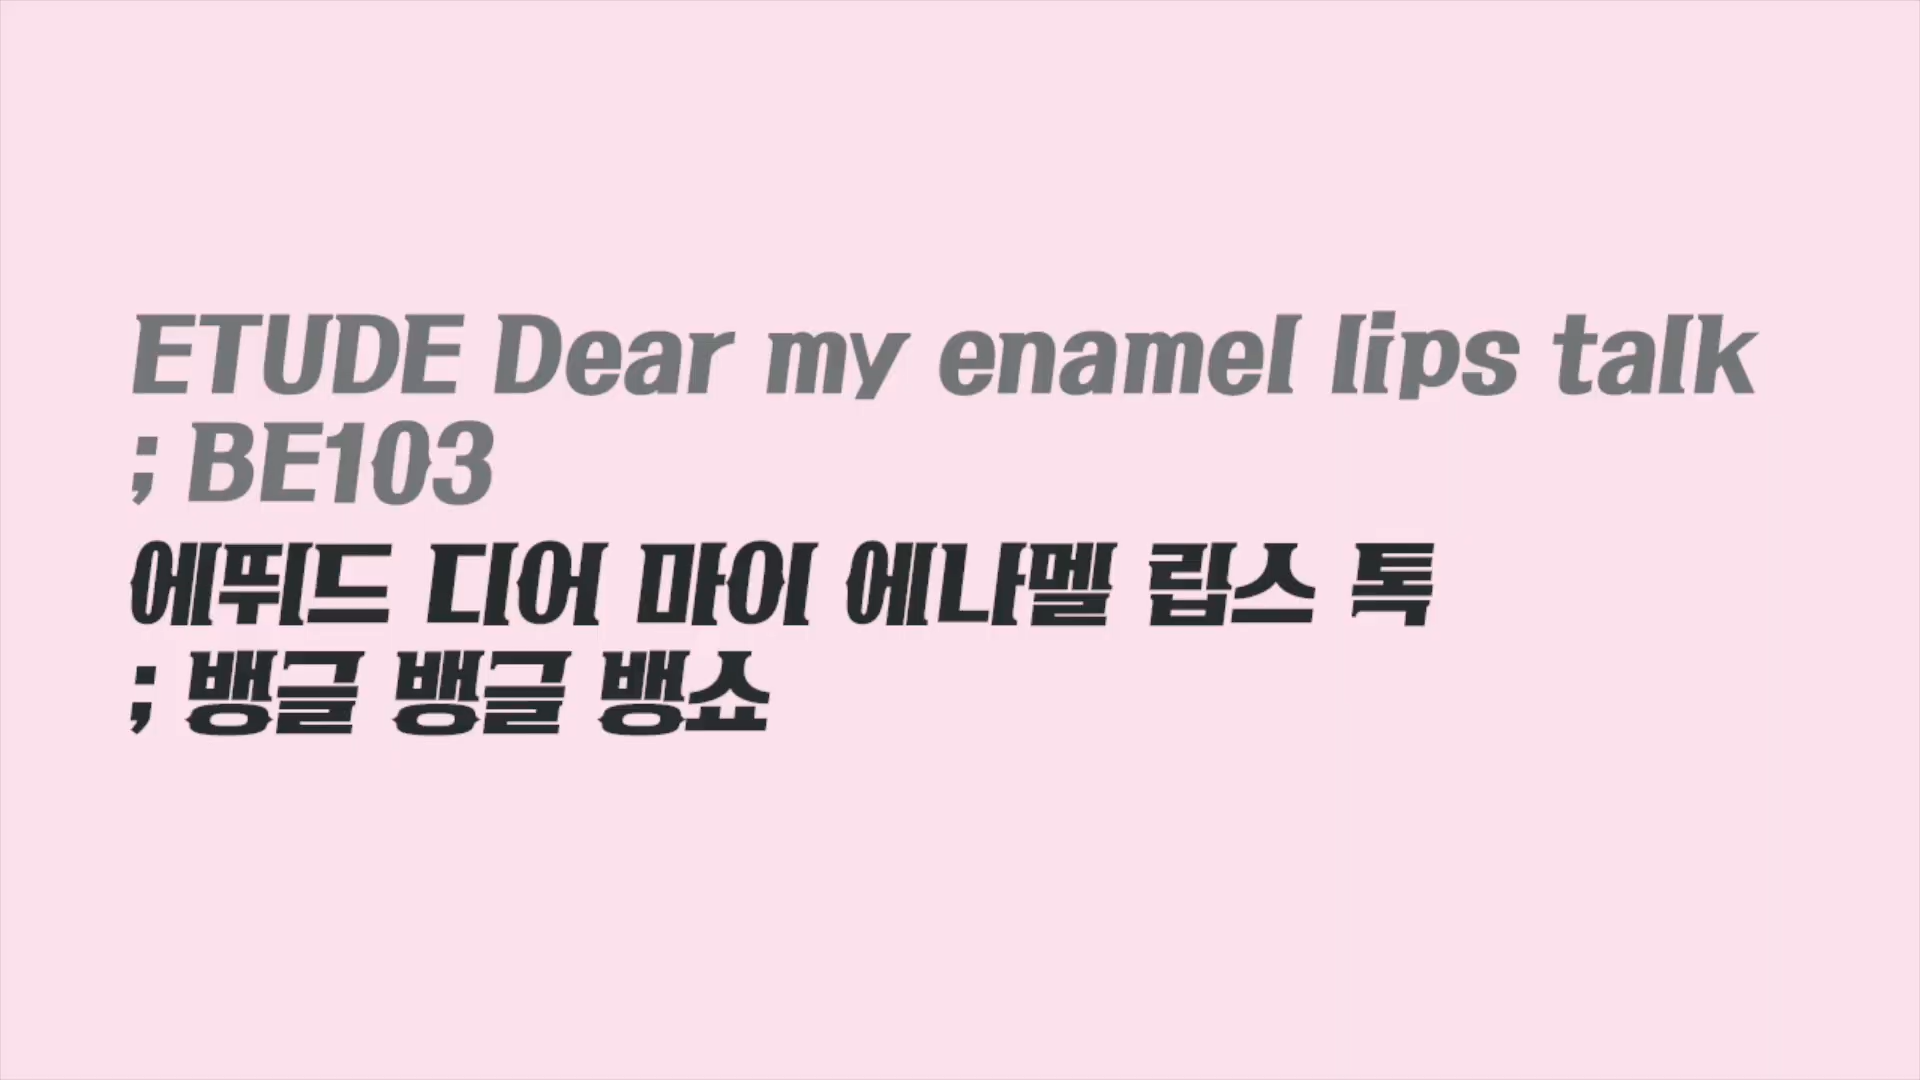 ETUDE Dear my enamel lips talk
; BE103
에뛰드 디어 마이 에나멜 립스 톡
; 뱅글 뱅글 뱅쇼